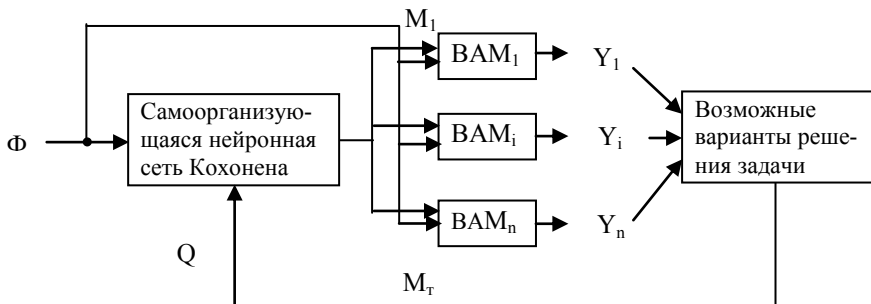 M₁
BAM₁
Y₁
Самоорганизую-
щаяся нейронная
сеть Кохонена
Возможные
варианты реше-
ния задачи
Ф
BAMᵢ
Yᵢ
BAMₙ
Yₙ
Q
Mт